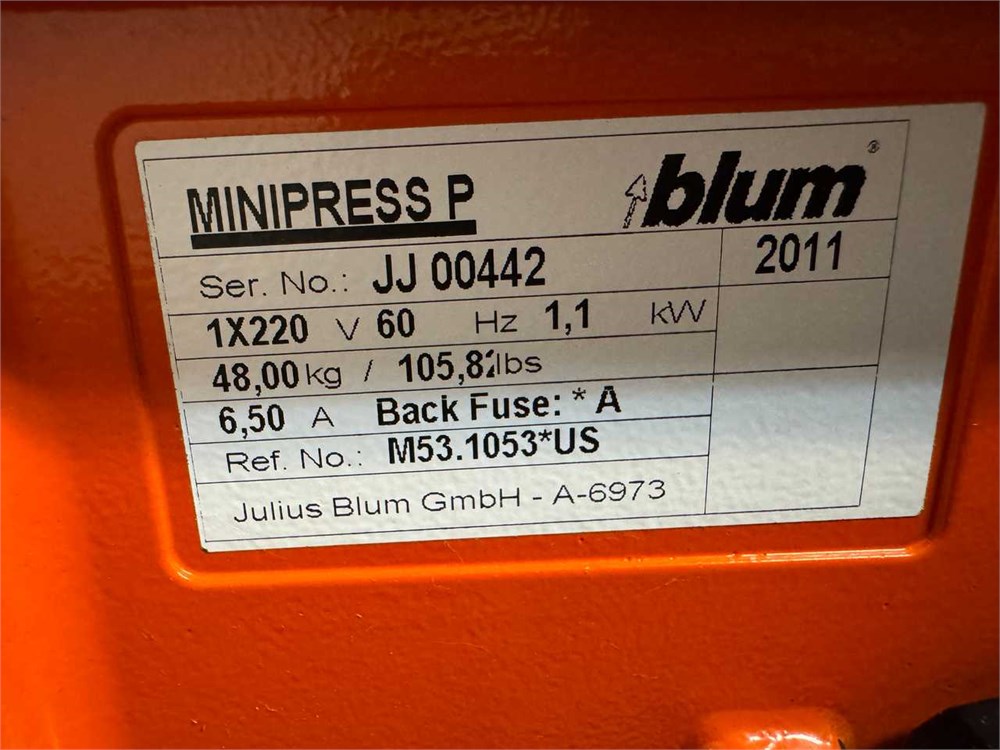 MINIPRESS P
blum®
Ser. No.: JJ 00442
2011
1X220 V 60 Hz 1,1 kW
48,00 kg / 105,82 lbs
6,50 A Back Fuse: * A
Ref. No.: M53.1053*US
Julius Blum GmbH - A-6973